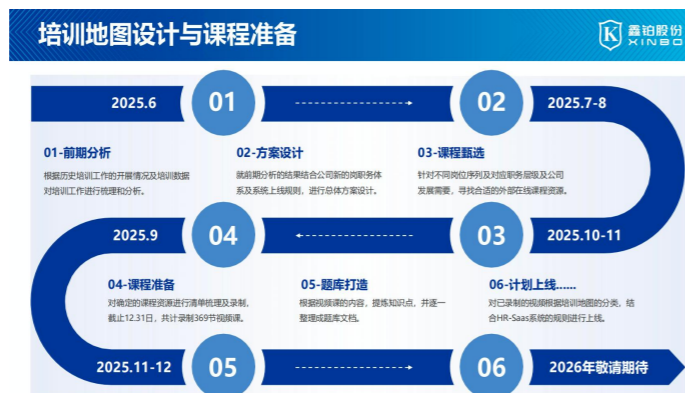 培训地图设计与课程准备
鑫铂股份
XINBO
2025.6
01
02
2025.7-8
01-前期分析
根据历史培训工作的开展情况及培训数据
对培训工作进行梳理和分析。
02-方案设计
就前期分析的结果结合公司新的岗职务体
系及系统上线规则，进行总体方案设计。
03-课程甄选
针对不同岗位序列及对应职务层级及公司
发展需要，寻找合适的外部在线课程资源。
2025.9
04
03
2025.10-11
04-课程准备
对确定的课程资源进行清单梳理及录制，
截止12.31日，共计录制369节视频课。
05-题库打造
根据视频课的内容，提炼知识点，并逐一
整理成题库文档。
06-计划上线......
对已录制的视频根据培训地图的分类，结
合HR-Saas系统的规则进行上线。
2025.11-12
05
06
2026年敬请期待